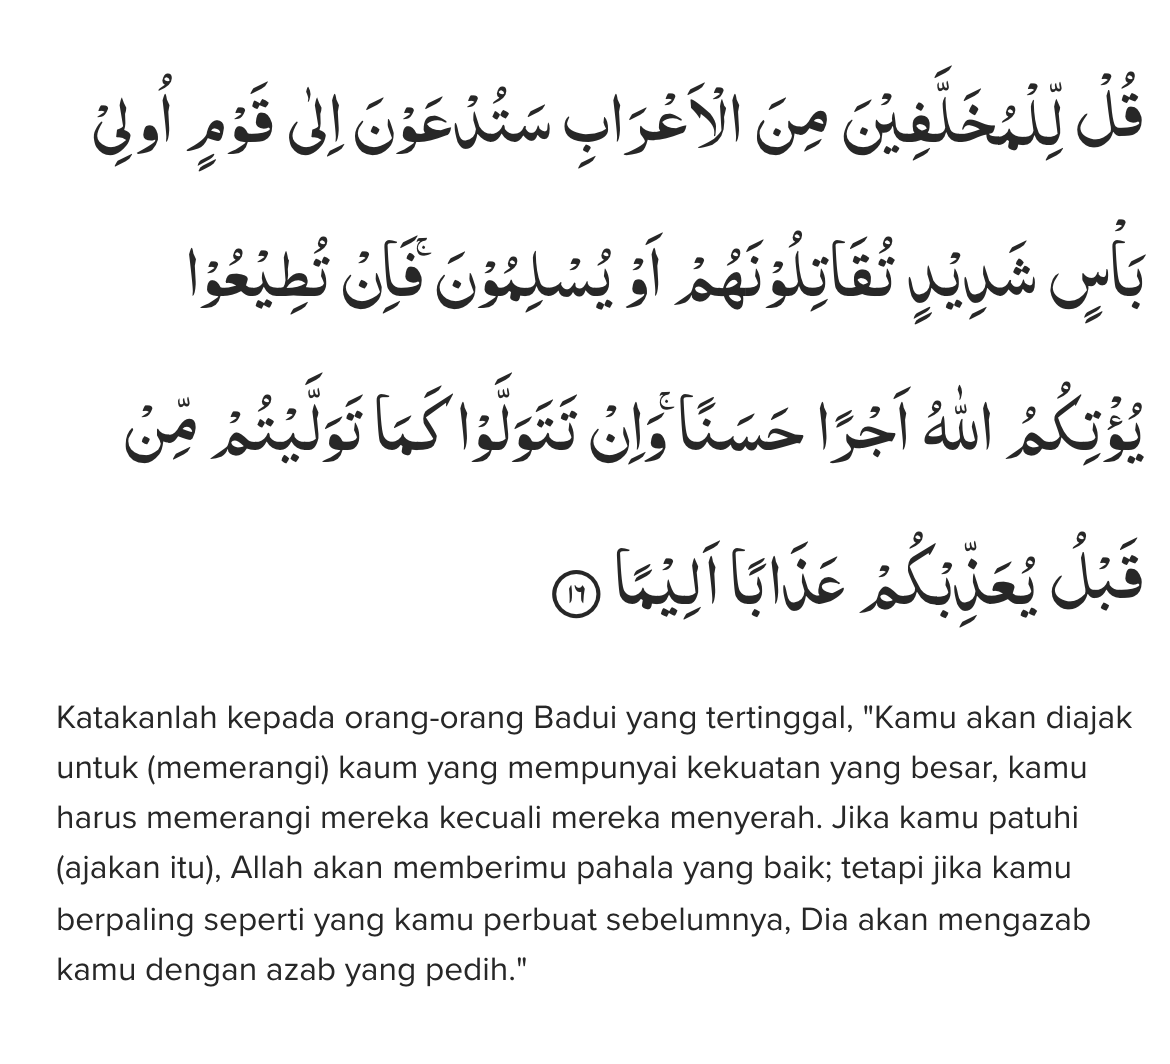 قُلْ لِّلْمُخَلَّفِيْنَ مِنَ الْاَعْرَابِ سَتُدْعَوْنَ اِلٰى قَوْمٍ اُولِيْ
بَأْسٍ شَدِيْدٍ تُقَاتِلُوْنَهُمْ اَوْ يُسْلِمُوْنَ ۚ فَاِنْ تُطِيْعُوْا
يُؤْتِكُمُ اللّٰهُ اَجْرًا حَسَنًا ۚ وَاِنْ تَتَوَلَّوْا كَمَا تَوَلَّيْتُمْ مِّنْ
قَبْلُ يُعَذِّبْكُمْ عَذَابًا اَلِيْمًا ١٦
Katakanlah kepada orang-orang Badui yang tertinggal, "Kamu akan diajak
untuk (memerangi) kaum yang mempunyai kekuatan yang besar, kamu
harus memerangi mereka kecuali mereka menyerah. Jika kamu patuhi
(ajakan itu), Allah akan memberimu pahala yang baik; tetapi jika kamu
berpaling seperti yang kamu perbuat sebelumnya, Dia akan mengazab
kamu dengan azab yang pedih."